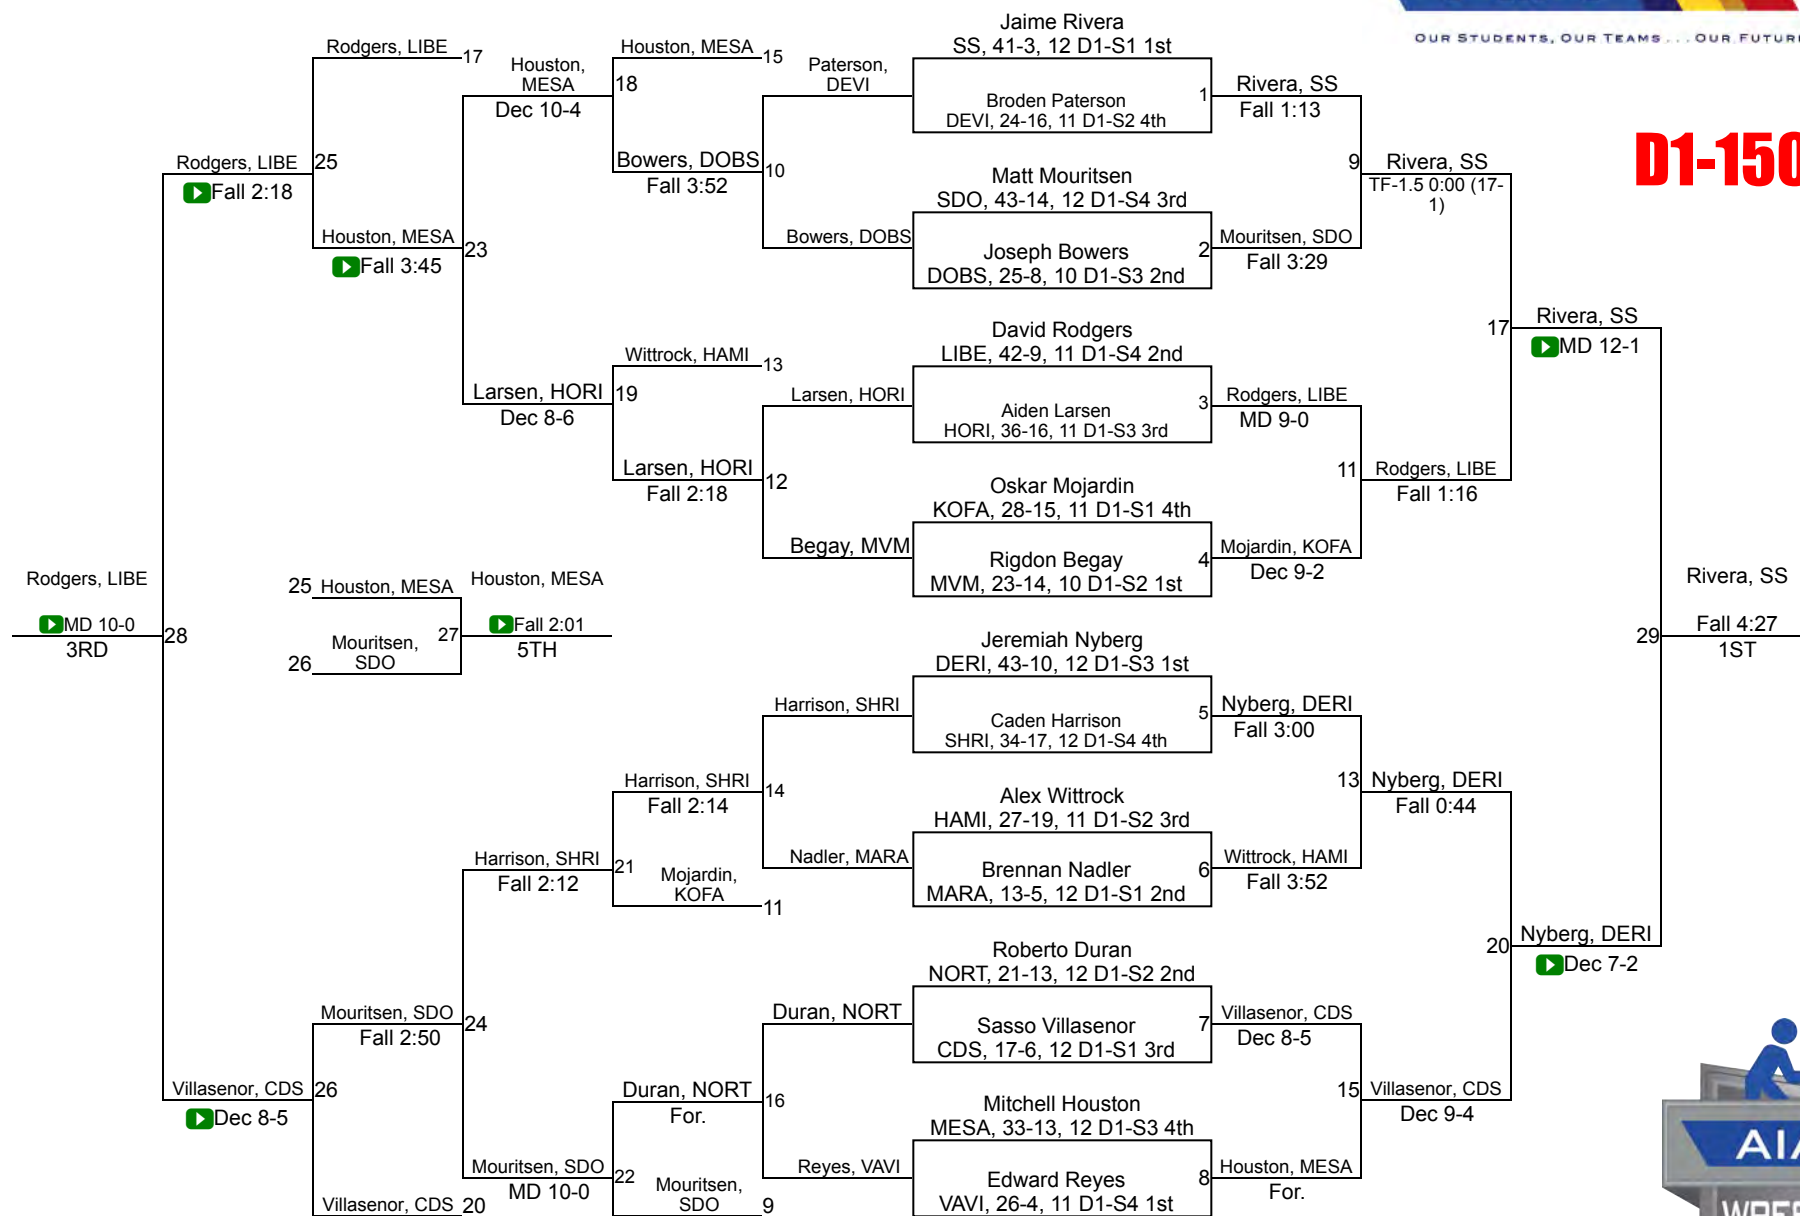 OUR STUDENTS, OUR TEAMS . . . OUR FUTURE
D1-150
Rodgers, LIBE
17
Houston,
MESA
Dec 10-4
Houston, MESA
15
18
Paterson,
DEVI
Jaime Rivera
SS, 41-3, 12 D1-S1 1st
Broden Paterson
DEVI, 24-16, 11 D1-S2 4th
1
Rivera, SS
Fall 1:13
Rodgers, LIBE
Fall 2:18
25
Bowers, DOBS
Fall 3:52
10
Matt Mouritsen
SDO, 43-14, 12 D1-S4 3rd
9
Rivera, SS
TF-1.5 0:00 (17-
1)
Houston, MESA
Fall 3:45
23
Bowers, DOBS
Joseph Bowers
DOBS, 25-8, 10 D1-S3 2nd
2
Mouritsen, SDO
Fall 3:29
17
Rivera, SS
MD 12-1
Wittrock, HAMI
13
David Rodgers
LIBE, 42-9, 11 D1-S4 2nd
Larsen, HORI
Dec 8-6
19
Larsen, HORI
Aiden Larsen
HORI, 36-16, 11 D1-S3 3rd
3
Rodgers, LIBE
MD 9-0
Larsen, HORI
Fall 2:18
12
Oskar Mojardin
KOFA, 28-15, 11 D1-S1 4th
11
Rodgers, LIBE
Fall 1:16
Begay, MVM
Rigdon Begay
MVM, 23-14, 10 D1-S2 1st
4
Mojardin, KOFA
Dec 9-2
Rodgers, LIBE
MD 10-0
3RD
28
25
Houston, MESA
26
Mouritsen,
SDO
27
Houston, MESA
Fall 2:01
5TH
Rivera, SS
29
Fall 4:27
1ST
Jeremiah Nyberg
DERI, 43-10, 12 D1-S3 1st
Harrison, SHRI
Caden Harrison
SHRI, 34-17, 12 D1-S4 4th
5
Nyberg, DERI
Fall 3:00
Harrison, SHRI
Fall 2:14
14
Alex Wittrock
HAMI, 27-19, 11 D1-S2 3rd
13
Nyberg, DERI
Fall 0:44
Harrison, SHRI
Fall 2:12
21
Mojardin,
KOFA
11
Nadler, MARA
Brennan Nadler
MARA, 13-5, 12 D1-S1 2nd
6
Wittrock, HAMI
Fall 3:52
20
Nyberg, DERI
Dec 7-2
Roberto Duran
NORT, 21-13, 12 D1-S2 2nd
Mouritsen, SDO
Fall 2:50
24
Duran, NORT
Sasso Villasenor
CDS, 17-6, 12 D1-S1 3rd
7
Villasenor, CDS
Dec 8-5
Villasenor, CDS
Dec 8-5
26
Duran, NORT
For.
16
Mitchell Houston
MESA, 33-13, 12 D1-S3 4th
15
Villasenor, CDS
Dec 9-4
Mouritsen, SDO
MD 10-0
22
Mouritsen,
SDO
9
Reyes, VAVI
Edward Reyes
VAVI, 26-4, 11 D1-S4 1st
8
Houston, MESA
For.
Villasenor, CDS
20
AIA